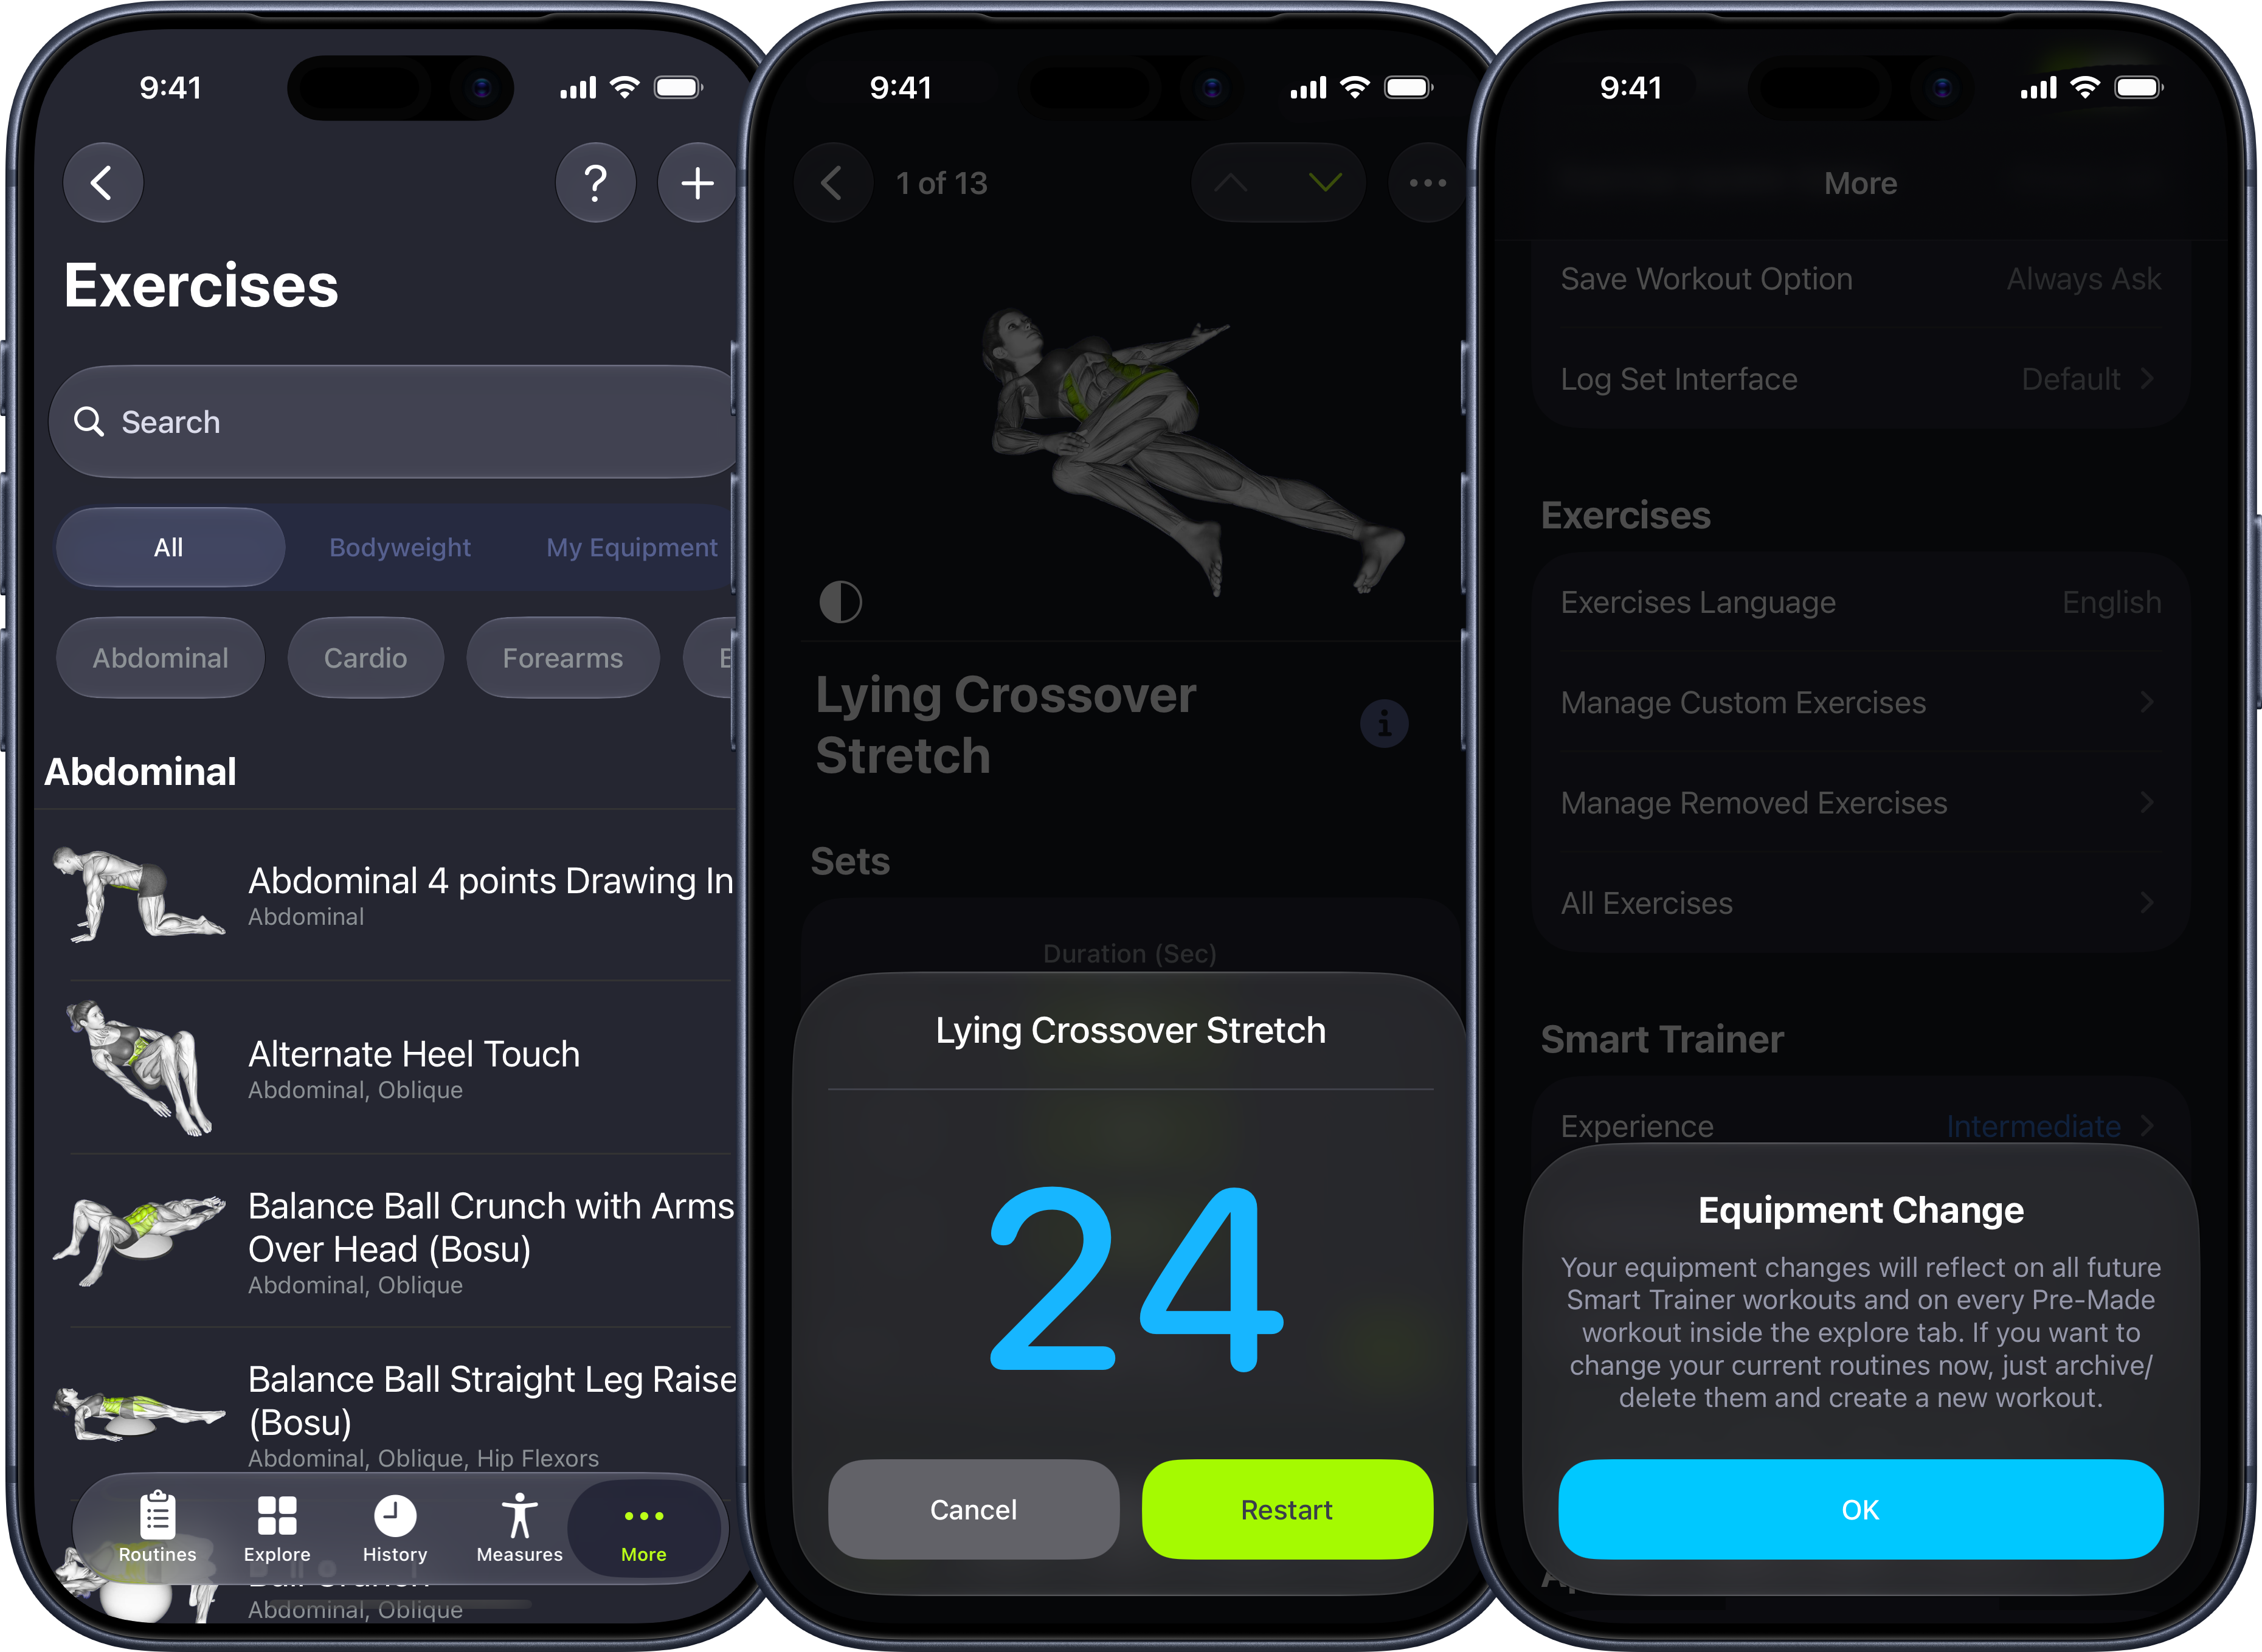 9:41
Exercises
Search
All
Bodyweight
My Equipment
Abdominal
Cardio
Forearms
Abdominal
Abdominal 4 points Drawing In
Abdominal
Alternate Heel Touch
Abdominal, Oblique
Balance Ball Crunch with Arms
Over Head (Bosu)
Abdominal, Oblique
Balance Ball Straight Leg Raise
(Bosu)
Abdominal, Oblique, Hip Flexors
Routines
Explore
History
Measures
More
Abdominal, Oblique
9:41
1 of 13
Lying Crossover
Stretch
Sets
Duration (Sec)
Lying Crossover Stretch
24
Cancel
Restart
9:41
More
Save Workout Option
Always Ask
Log Set Interface
Default
Exercises
Exercises Language
English
Manage Custom Exercises
Manage Removed Exercises
All Exercises
Smart Trainer
Experience
Intermediate
Equipment Change
Your equipment changes will reflect on all future
Smart Trainer workouts and on every Pre-Made
workout inside the explore tab. If you want to
change your current routines now, just archive/
delete them and create a new workout.
OK